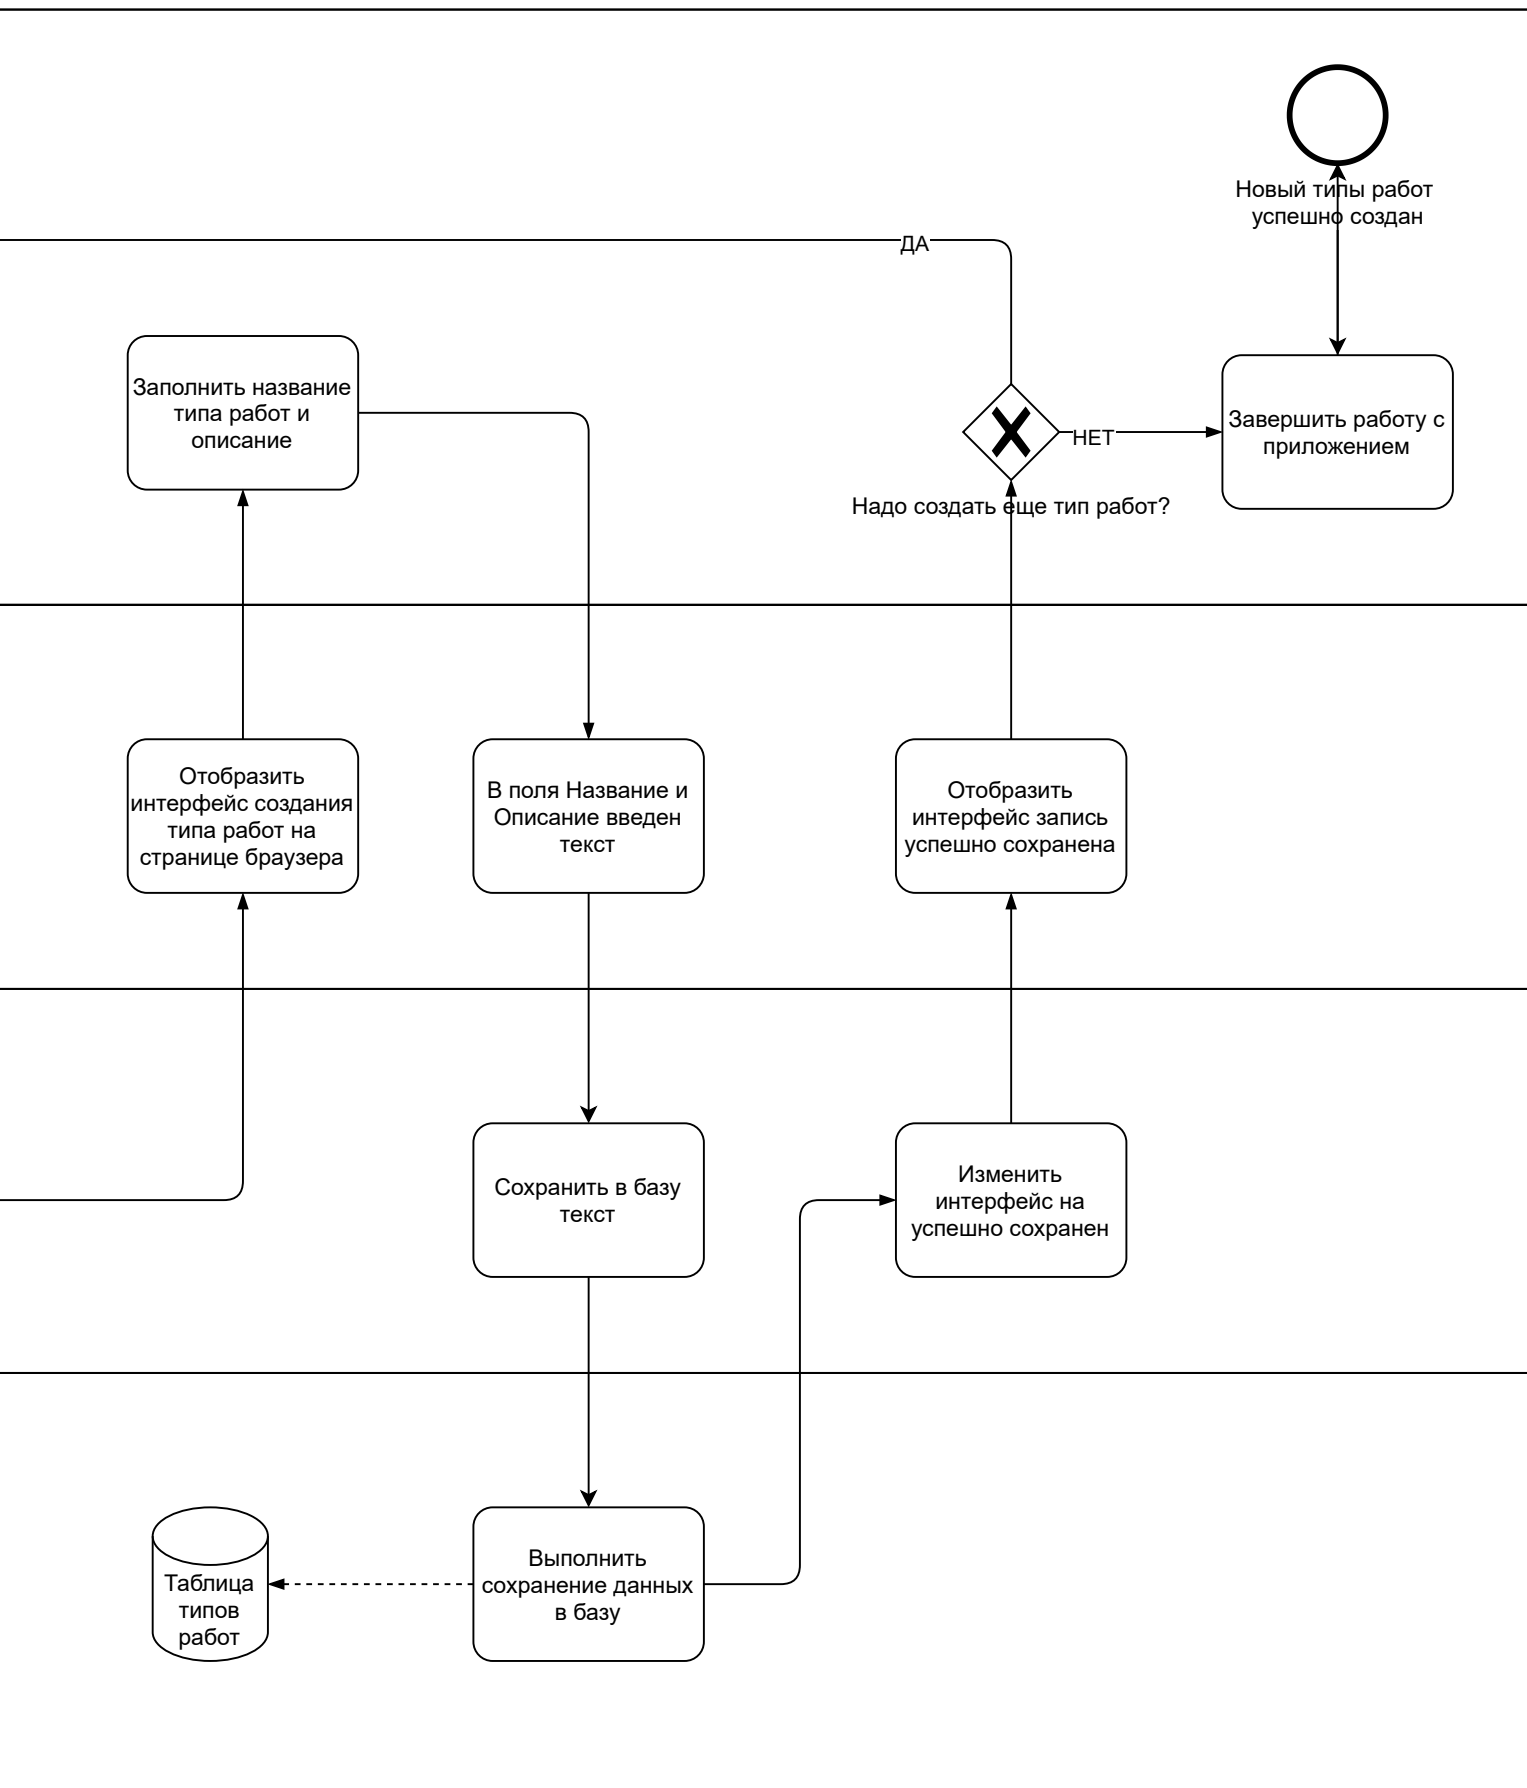 Новый типы работ
успешно создан
ДА
Заполнить название
типа работ и
описание
НЕТ
Завершить работу с
приложением
Надо создать еще тип работ?
Отобразить
интерфейс создания
типа работ на
странице браузера
В поля Название и
Описание введен
текст
Отобразить
интерфейс запись
успешно сохранена
Сохранить в базу
текст
Изменить
интерфейс на
успешно сохранен
Таблица
типов
работ
Выполнить
сохранение данных
в базу